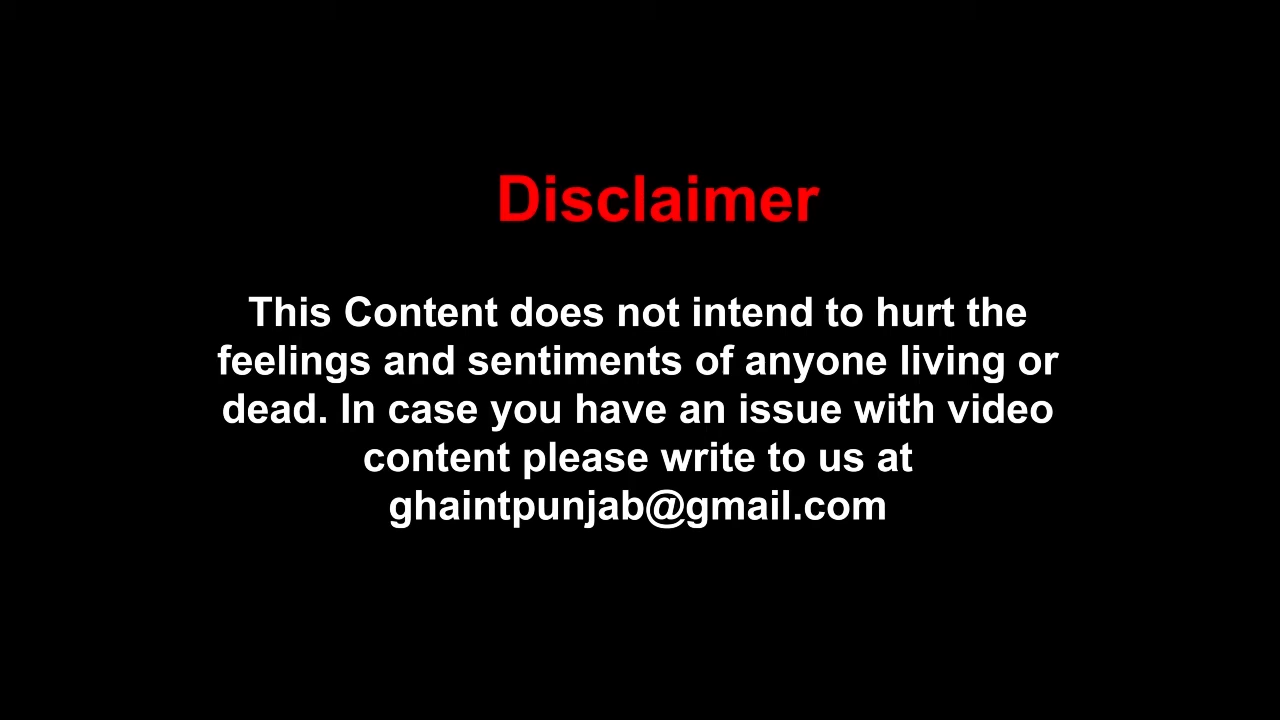 Disclaimer
This Content does not intend to hurt the
feelings and sentiments of anyone living or
dead. In case you have an issue with video
content please write to us at
ghaintpunjab@gmail.com